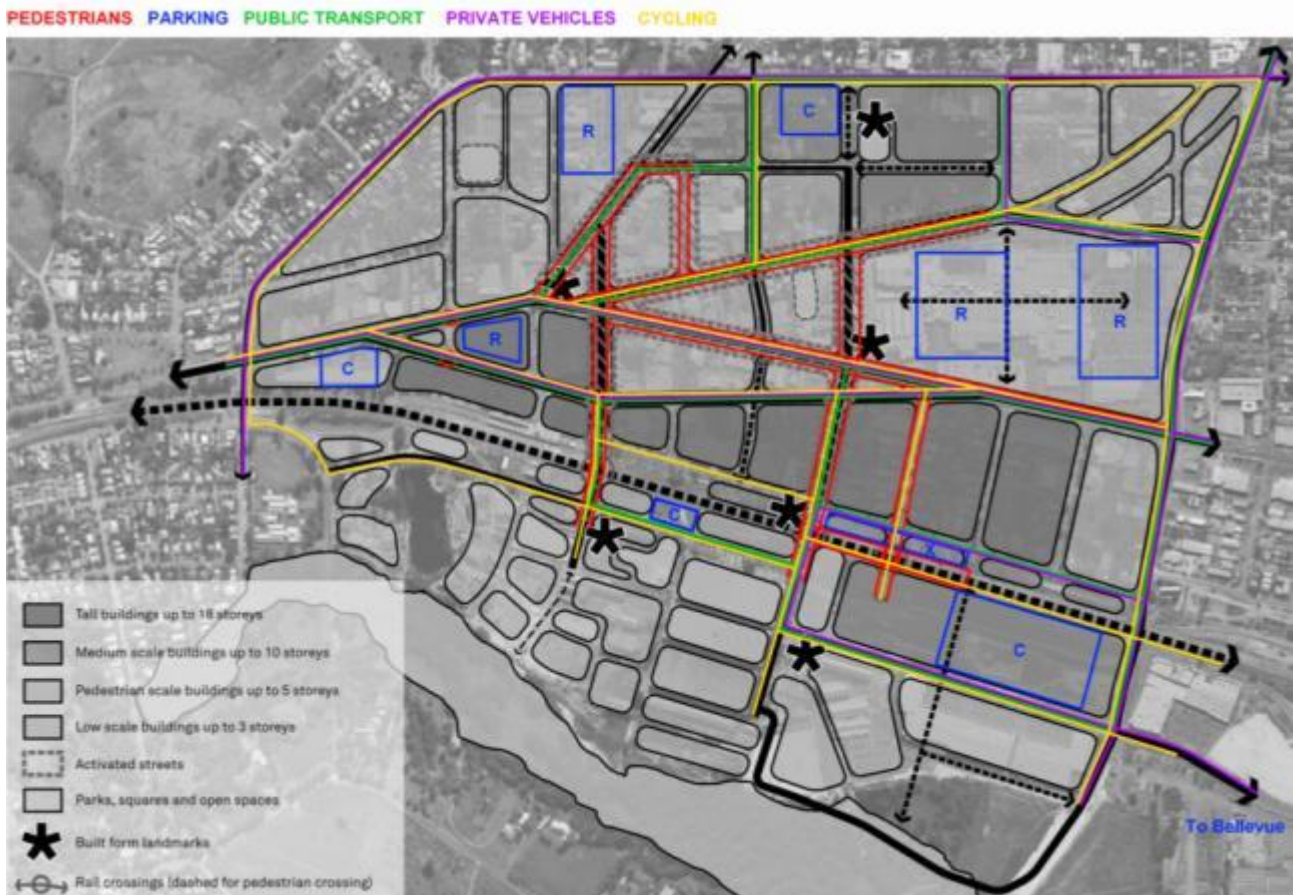 PEDESTRIANS PARKING PUBLIC TRANSPORT PRIVATE VEHICLES CYCLING
C
R
R
R
R
C
C
C
Tall buildings up to 18 storeys
Medium scale buildings up to 10 storeys
Pedestrian scale buildings up to 5 storeys
Low scale buildings up to 3 storeys
Activated streets
Parks, squares and open spaces
Built form landmarks
Rail crossings (dashed for pedestrian crossing)
To Bellevue